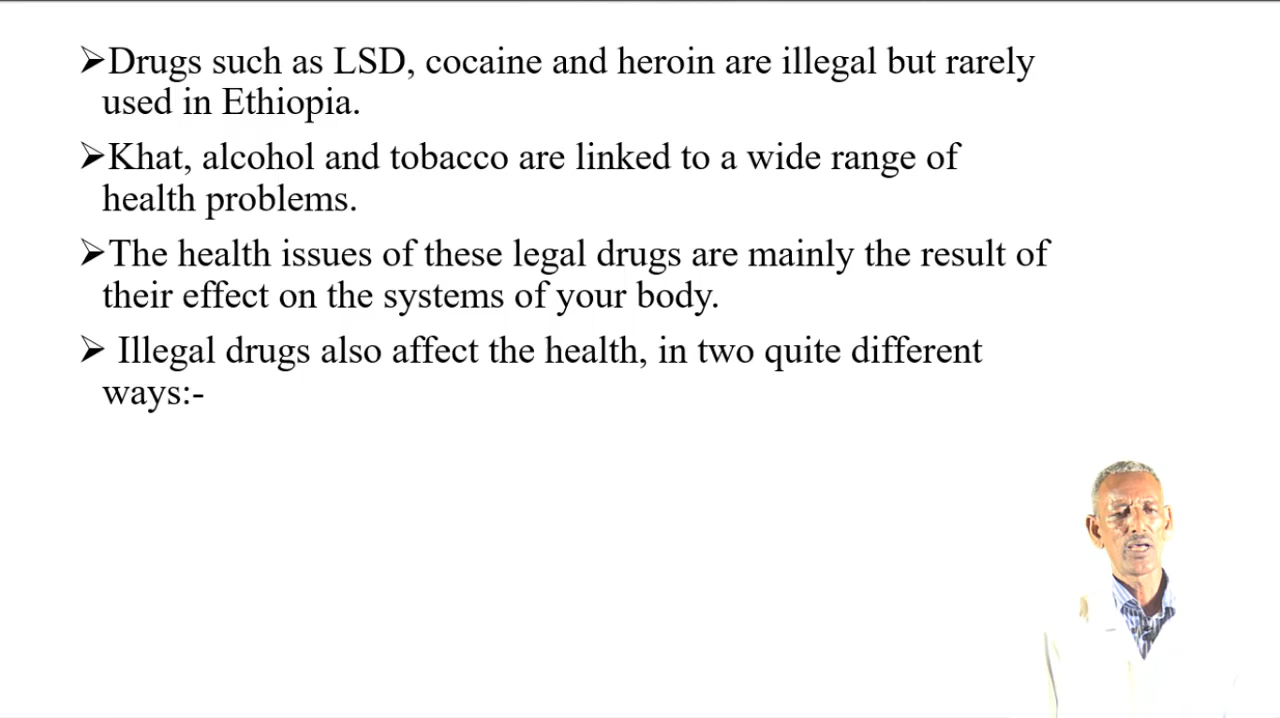 ➢Drugs such as LSD, cocaine and heroin are illegal but rarely
used in Ethiopia.
➢Khat, alcohol and tobacco are linked to a wide range of
health problems.
➢The health issues of these legal drugs are mainly the result of
their effect on the systems of your body.
➢ Illegal drugs also affect the health, in two quite different
ways:-